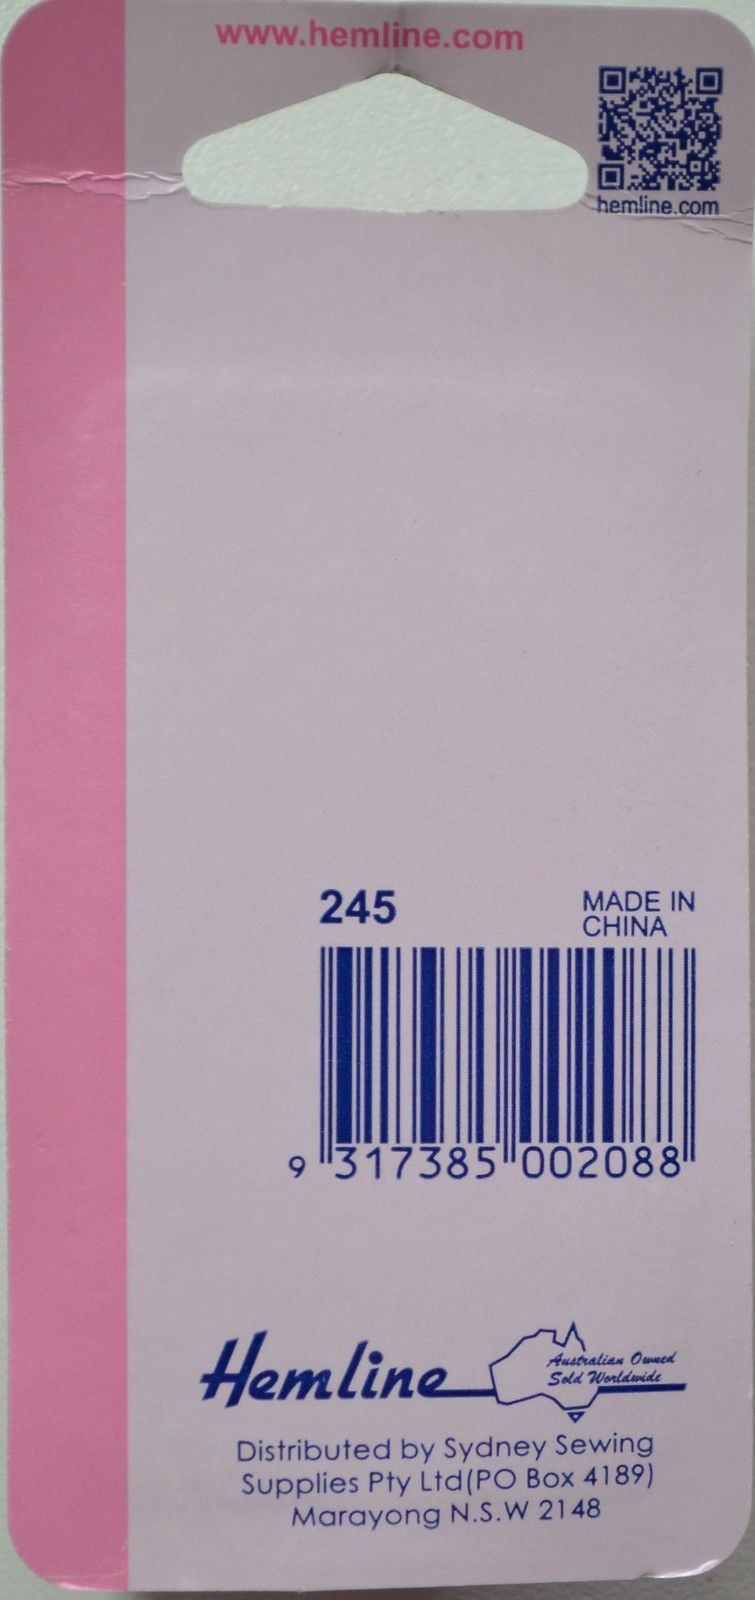 www.hemline.com
hemline.com
245
MADE IN
CHINA
9 317385 002088
Hemline
Australian Owned
Sold Worldwide
Distributed by Sydney Sewing
Supplies Pty Ltd(PO Box 4189)
Marayong N.S.W 2148